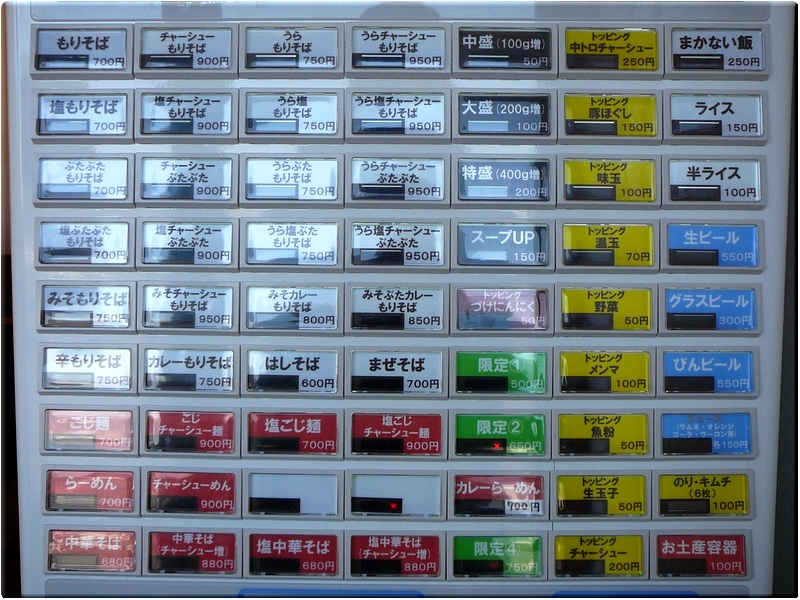 もりそば
700円
チャーシュー
もりそば
900円
うら
もりそば
750円
うらチャーシュー
もりそば
950円
中盛(100g増)
50円
トッピング
中トロチャーシュー
250円
まかない飯
250円
塩もりそば
700円
塩チャーシュー
もりそば
900円
うら塩
もりそば
750円
うら塩チャーシュー
もりそば
950円
大盛(200g増)
100円
トッピング
豚ほぐし
150円
ライス
150円
ぶたぶた
もりそば
700円
チャーシュー
ぶたぶた
900円
うらぶた
もりそば
750円
うらチャーシュー
ぶたぶた
950円
特盛(400g増)
200円
トッピング
味玉
100円
半ライス
100円
塩ぶたぶた
もりそば
700円
塩チャーシュー
ぶたぶた
900円
うら塩ぶた
もりそば
750円
うら塩チャーシュー
ぶたぶた
950円
スープUP
150円
トッピング
温玉
70円
生ビール
550円
みそもりそば
750円
みそチャーシュー
もりそば
950円
みそカレー
もりそば
800円
みそぶたカレー
もりそば
850円
トッピング
づけにんにく
50円
トッピング
野菜
50円
グラスビール
300円
辛もりそば
750円
カレーもりそば
750円
はしそば
600円
まぜそば
700円
限定①
500円
トッピング
メンマ
100円
びんビール
550円
こじ麺
700円
こじ
チャーシュー麺
900円
塩こじ麺
700円
塩こじ
チャーシュー麺
900円
限定②
650円
トッピング
魚粉
50円
(ラムネ・オレンジ
コーラ・ウーロン茶)
各150円
らーめん
700円
チャーシューめん
900円
カレーらーめん
700円
トッピング
生玉子
50円
のり・キムチ
(6枚)
100円
中華そば
680円
中華そば
(チャーシュー増)
880円
塩中華そば
680円
塩中華そば
(チャーシュー増)
880円
限定4
750円
トッピング
チャーシュー
200円
お土産容器
100円